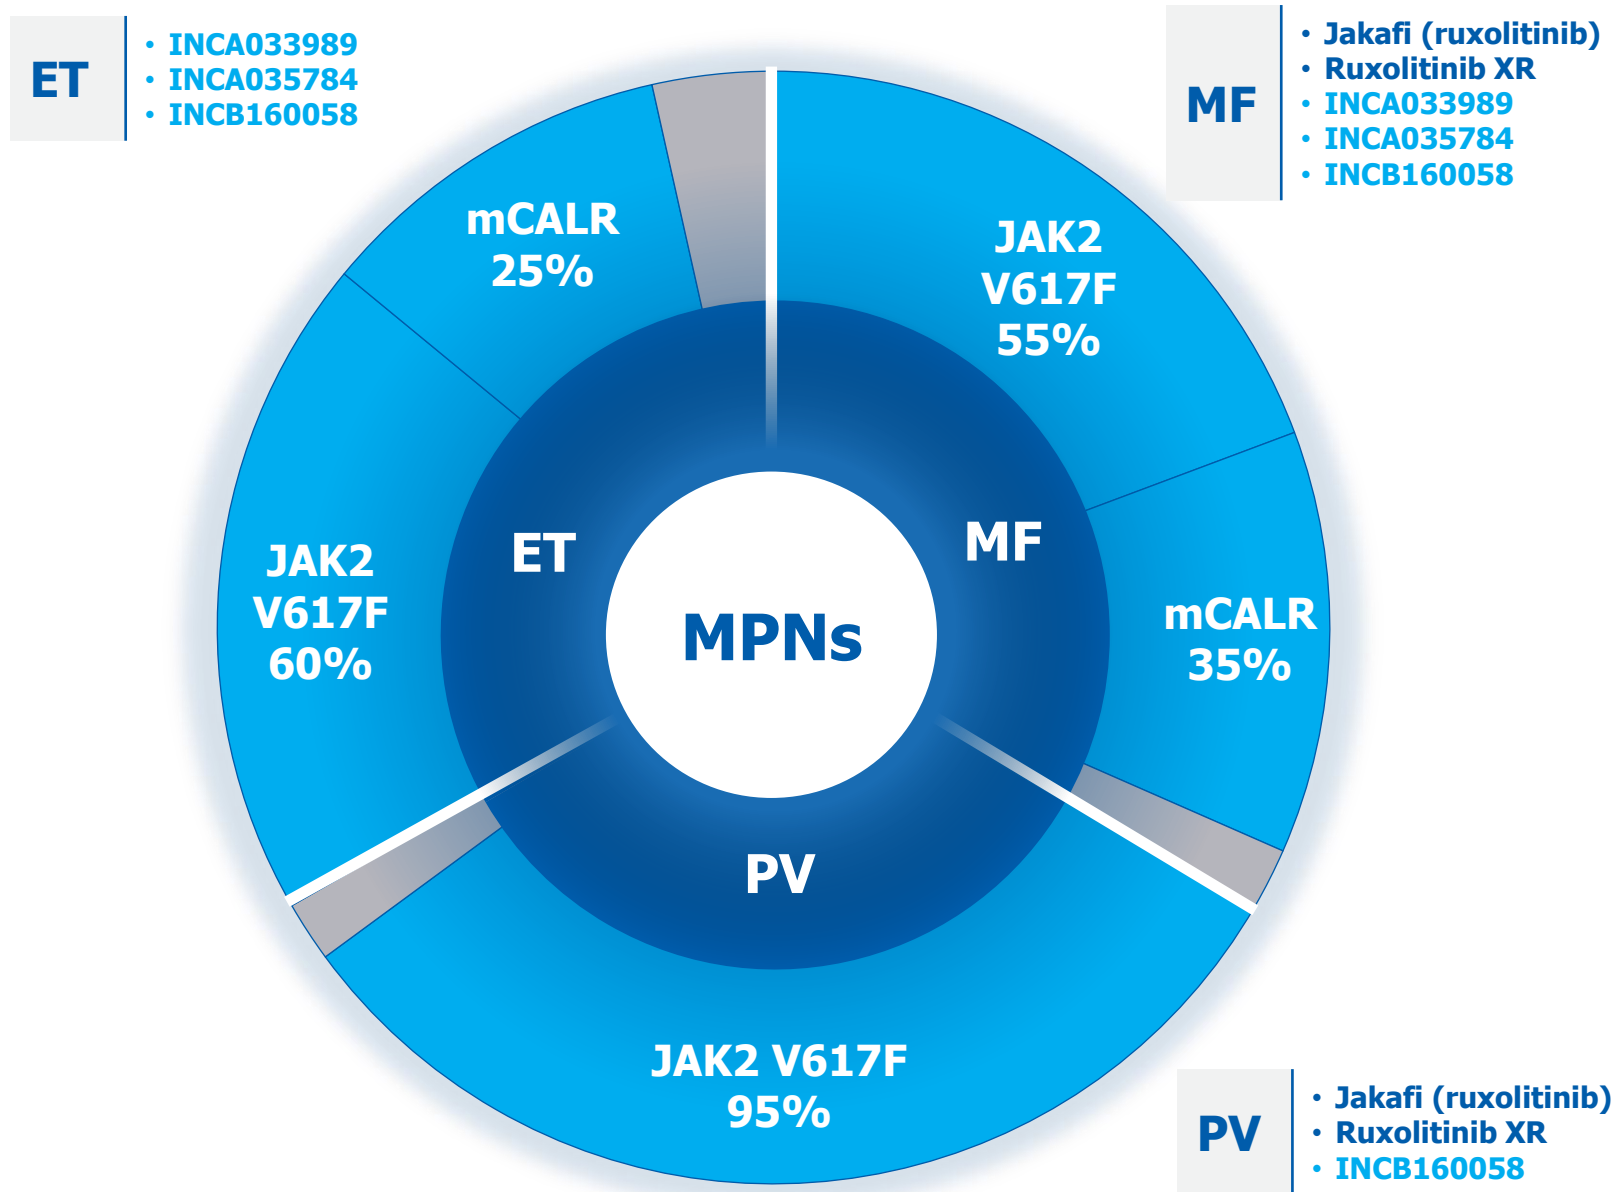 ET
• INCA033989
• INCA035784
• INCB160058
MF
• Jakafi (ruxolitinib)
• Ruxolitinib XR
• INCA033989
• INCA035784
• INCB160058
mCALR
25%
JAK2
V617F
55%
ET
MF
JAK2
V617F
60%
MPNs
mCALR
35%
PV
JAK2 V617F
95%
PV
• Jakafi (ruxolitinib)
• Ruxolitinib XR
• INCB160058